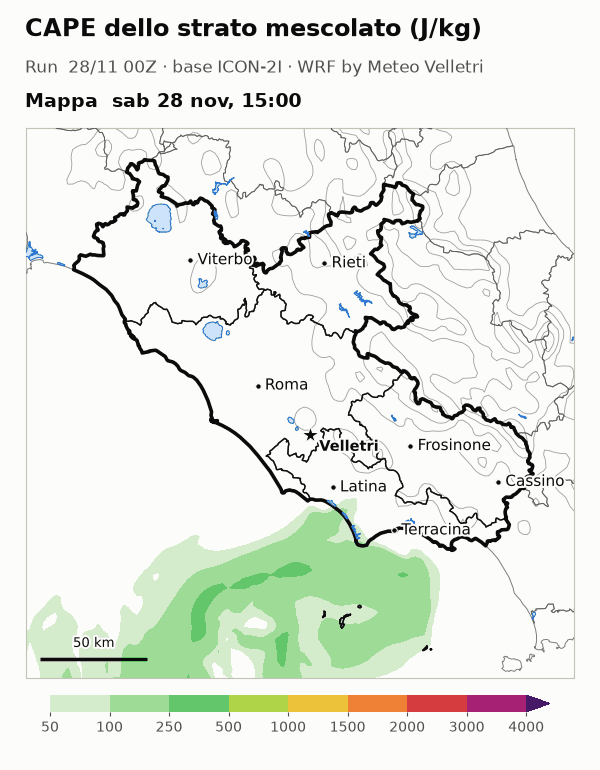 CAPE dello strato mescolato (J/kg)
Run  28/11 00Z · base ICON-2I · WRF by Meteo Velletri
Mappa  sab 28 nov, 15:00
Viterbo
Rieti
Roma
Velletri
Frosinone
Latina
Cassino
Terracina
50 km
50 100 250 500 1000 1500 2000 3000 4000